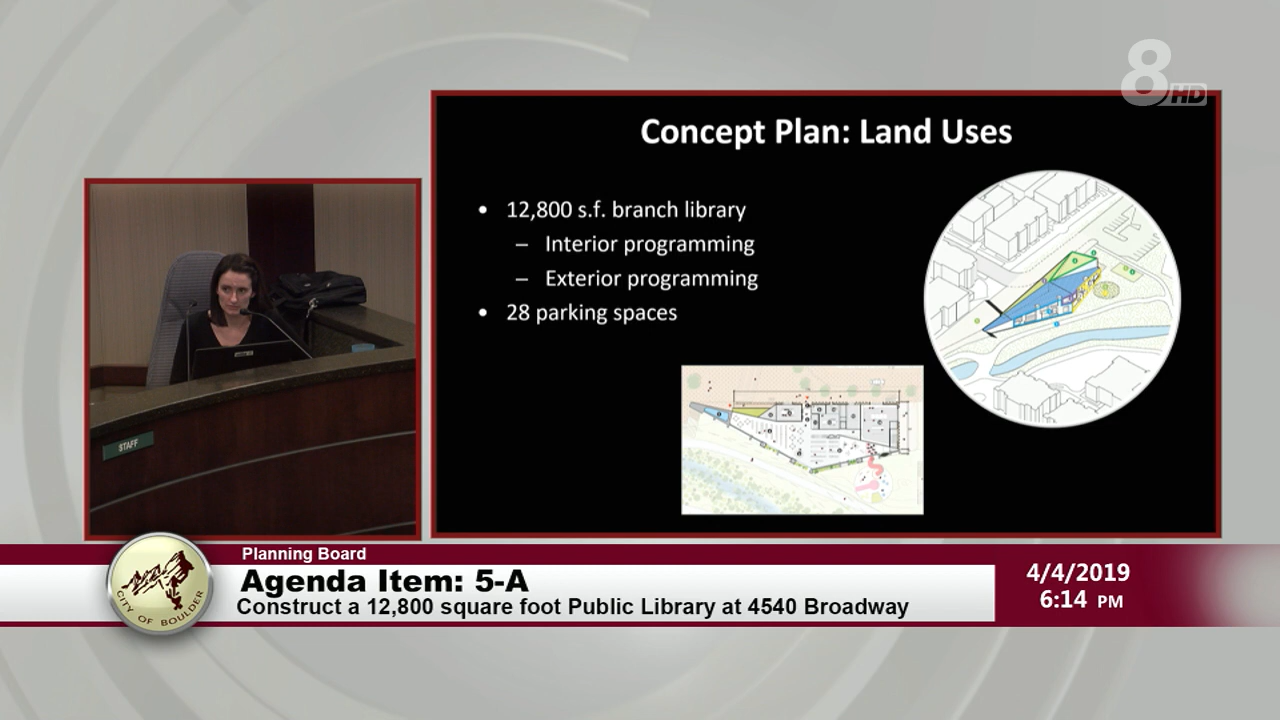 8HD
Concept Plan: Land Uses
• 12,800 s.f. branch library
– Interior programming
– Exterior programming
• 28 parking spaces
STAFF
Planning Board
Agenda Item: 5-A
Construct a 12,800 square foot Public Library at 4540 Broadway
4/4/2019
6:14 PM
CITY OF BOULDER